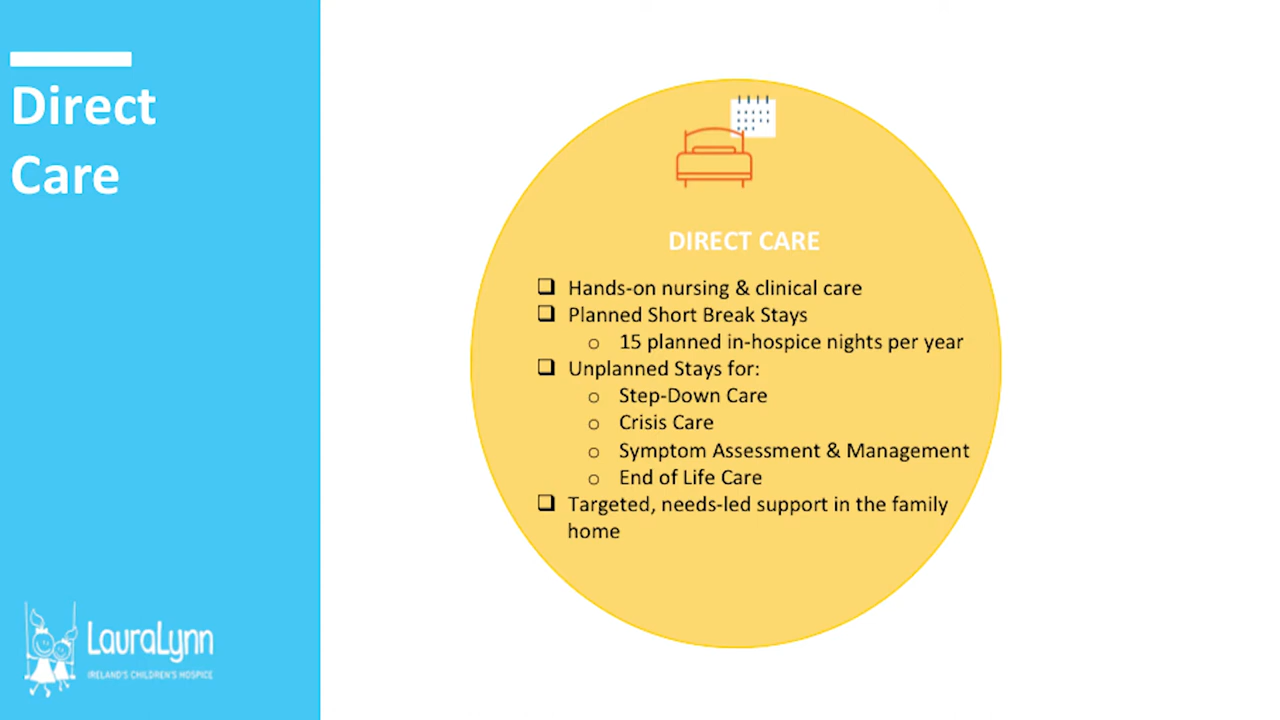 Direct
Care
DIRECT CARE
❑ Hands-on nursing & clinical care
❑ Planned Short Break Stays
o 15 planned in-hospice nights per year
❑ Unplanned Stays for:
o Step-Down Care
o Crisis Care
o Symptom Assessment & Management
o End of Life Care
❑ Targeted, needs-led support in the family
home
LauraLynn
IRELAND'S CHILDREN'S HOSPICE